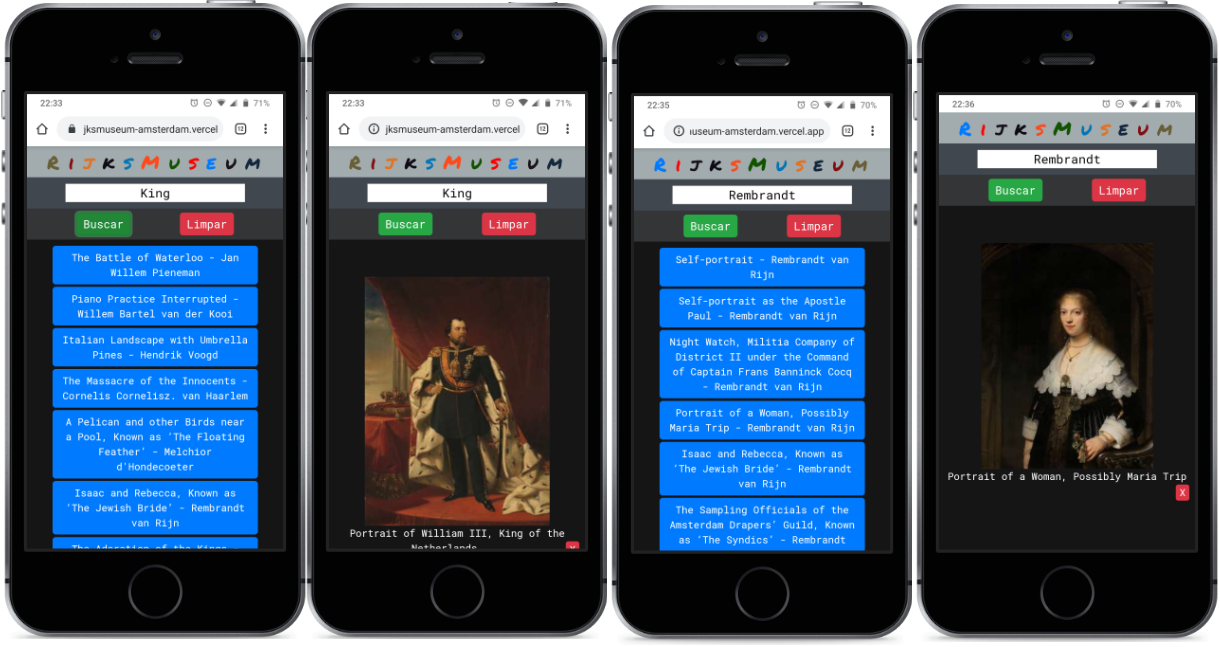 22:33
71%
jksmuseum-amsterdam.vercel
12
RIJKSMUSEUM
King
Buscar
Limpar
The Battle of Waterloo - Jan
Willem Pieneman
Piano Practice Interrupted -
Willem Bartel van der Kooi
Italian Landscape with Umbrella
Pines - Hendrik Voogd
The Massacre of the Innocents -
Cornelis Cornelisz. van Haarlem
A Pelican and other Birds near
a Pool, Known as ‘The Floating
Feather’ - Melchior
d'Hondecoeter
Isaac and Rebecca, Known as
‘The Jewish Bride’ - Rembrandt
van Rijn
The Adoration of the Kings -
22:33
71%
jksmuseum-amsterdam.vercel
12
RIJKSMUSEUM
King
Buscar
Limpar
Portrait of William III, King of the
Netherlands
X
22:35
70%
useum-amsterdam.vercel.app
12
RIJKSMUSEUM
Rembrandt
Buscar
Limpar
Self-portrait - Rembrandt van
Rijn
Self-portrait as the Apostle
Paul - Rembrandt van Rijn
Night Watch, Militia Company of
District II under the Command
of Captain Frans Banninck Cocq
- Rembrandt van Rijn
Portrait of a Woman, Possibly
Maria Trip - Rembrandt van Rijn
Isaac and Rebecca, Known as
‘The Jewish Bride’ - Rembrandt
van Rijn
The Sampling Officials of the
Amsterdam Drapers’ Guild, Known
as ‘The Syndics’ - Rembrandt
22:36
70%
RIJKSMUSEUM
Rembrandt
Buscar
Limpar
Portrait of a Woman, Possibly Maria Trip
X